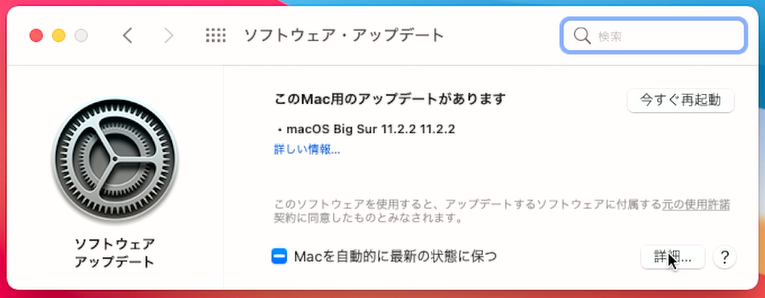 ソフトウェア・アップデート
検索
このMac用のアップデートがあります
今すぐ再起動
・macOS Big Sur 11.2.2 11.2.2
詳しい情報...
このソフトウェアを使用すると、アップデートするソフトウェアに付属する元の使用許諾
契約に同意したものとみなされます。
ソフトウェア
アップデート
Macを自動的に最新の状態に保つ
詳細...
?